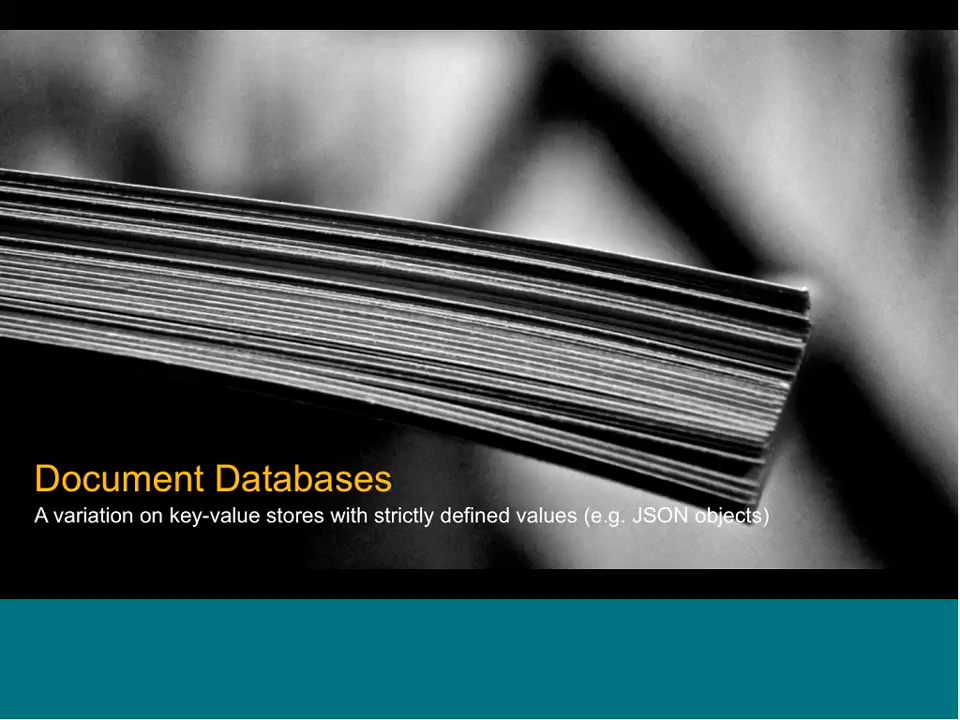 Document Databases
A variation on key-value stores with strictly defined values (e.g. JSON objects)